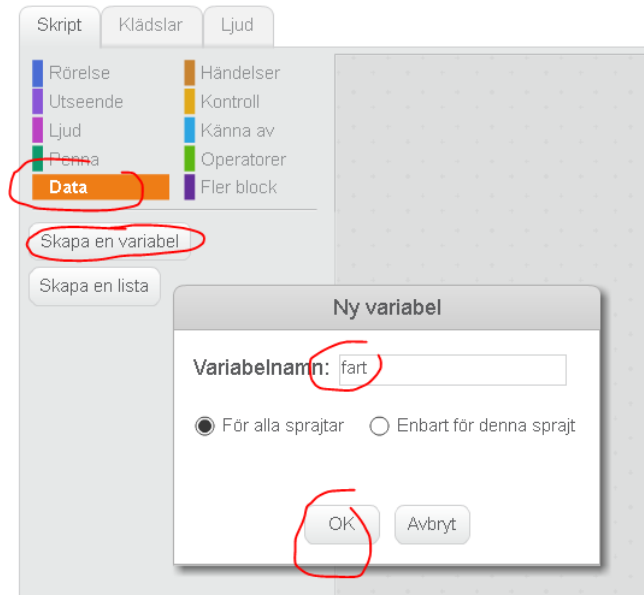 Skript Klädslar Ljud
Rörelse Händelser
Utseende Kontroll
Ljud Känna av
Penna Operatorer
Data Fler block
Skapa en variabel
Skapa en lista
Ny variabel
Variabelnamn: fart
För alla sprajtar Enbart för denna sprajt
OK Avbryt